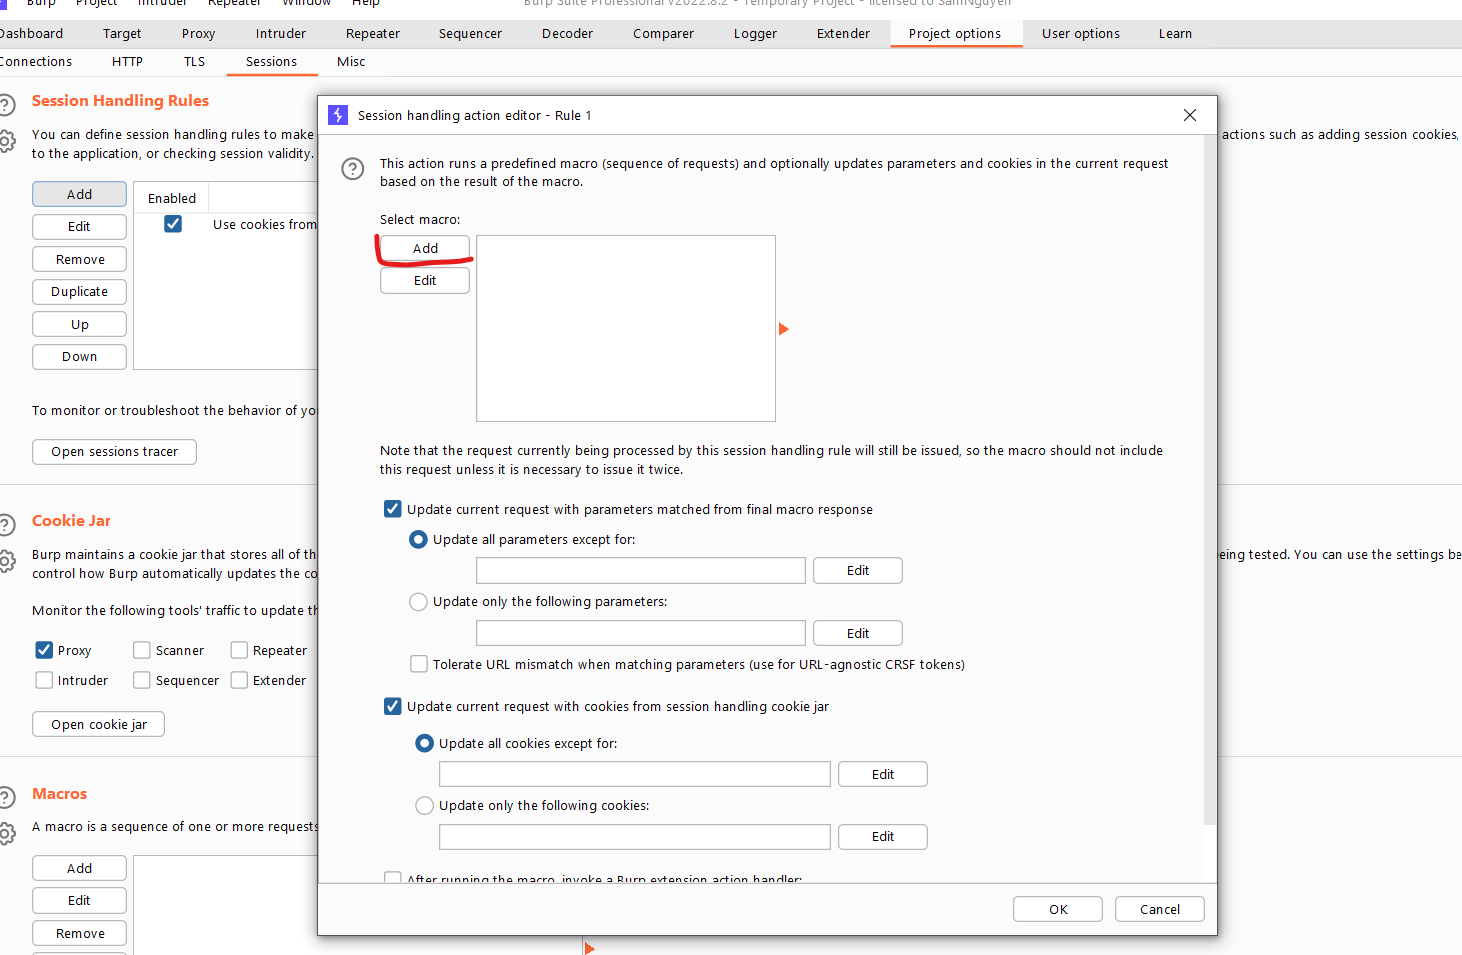 Burp Project Intruder Repeater Window Help Burp Suite Professional v2022.8.2 - Temporary Project - licensed to SamNguyen
Dashboard Target Proxy Intruder Repeater Sequencer Decoder Comparer Logger Extender Project options User options Learn
Connections HTTP TLS Sessions Misc
Session Handling Rules
You can define session handling rules to make
actions such as adding session cookies,
to the application, or checking session validity.
Add
Edit
Remove
Duplicate
Up
Down
Enabled
Use cookies from
To monitor or troubleshoot the behavior of
Open sessions tracer
Cookie Jar
Burp maintains a cookie jar that stores all of
being tested. You can use the settings
control how Burp automatically updates the
Monitor the following tools' traffic to update
Proxy Scanner Repeater
Intruder Sequencer Extender
Open cookie jar
Macros
A macro is a sequence of one or more requests
Add
Edit
Remove
Session handling action editor - Rule 1
This action runs a predefined macro (sequence of requests) and optionally updates parameters and cookies in the current request
based on the result of the macro.
Select macro:
Add
Edit
Note that the request currently being processed by this session handling rule will still be issued, so the macro should not include
this request unless it is necessary to issue it twice.
Update current request with parameters matched from final macro response
Update all parameters except for:
Edit
Update only the following parameters:
Edit
Tolerate URL mismatch when matching parameters (use for URL-agnostic CRSF tokens)
Update current request with cookies from session handling cookie jar
Update all cookies except for:
Edit
Update only the following cookies:
Edit
After running the macro, invoke a Burp extension action handler:
OK Cancel